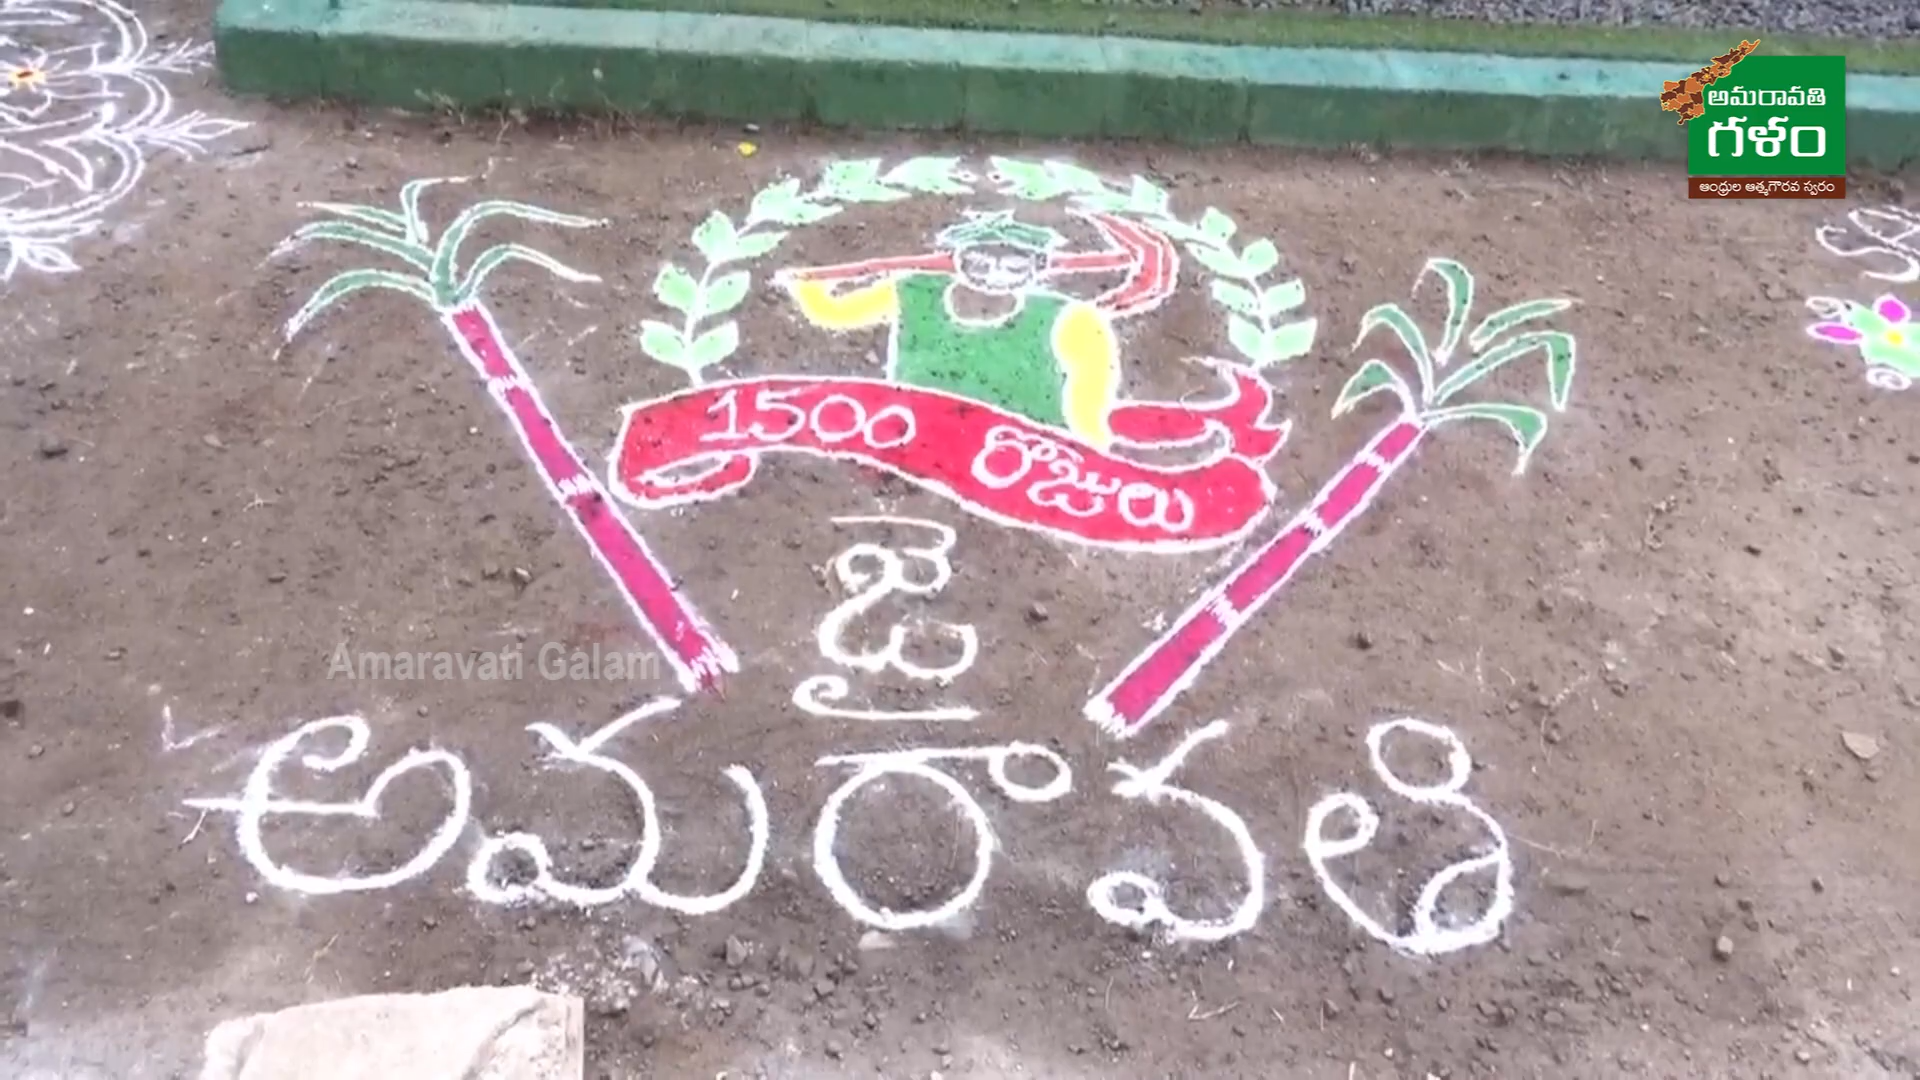 అమరావతి
గళం
ఆంధ్రుల ఆత్మగౌరవ స్వరం
1500 రోజులు
జై
Amaravati Galam
అమరావతి